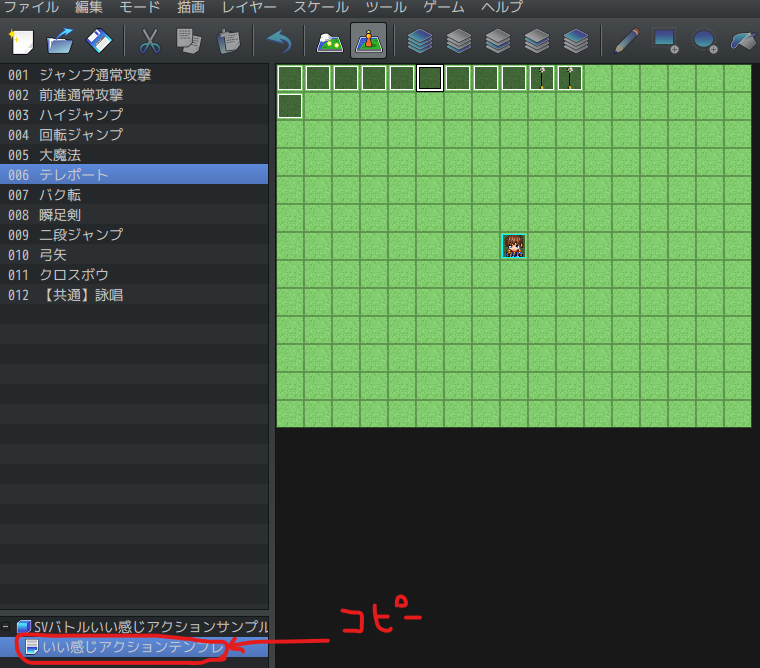 ファイル 編集 モード 描画 レイヤー スケール ツール ゲーム ヘルプ
001 ジャンプ通常攻撃
002 前進通常攻撃
003 ハイジャンプ
004 回転ジャンプ
005 大魔法
006 テレポート
007 バク転
008 瞬足剣
009 二段ジャンプ
010 弓矢
011 クロスボウ
012 【共通】詠唱
コピー
SVバトルいい感じアクションサンプル
いい感じアクションテンプレ